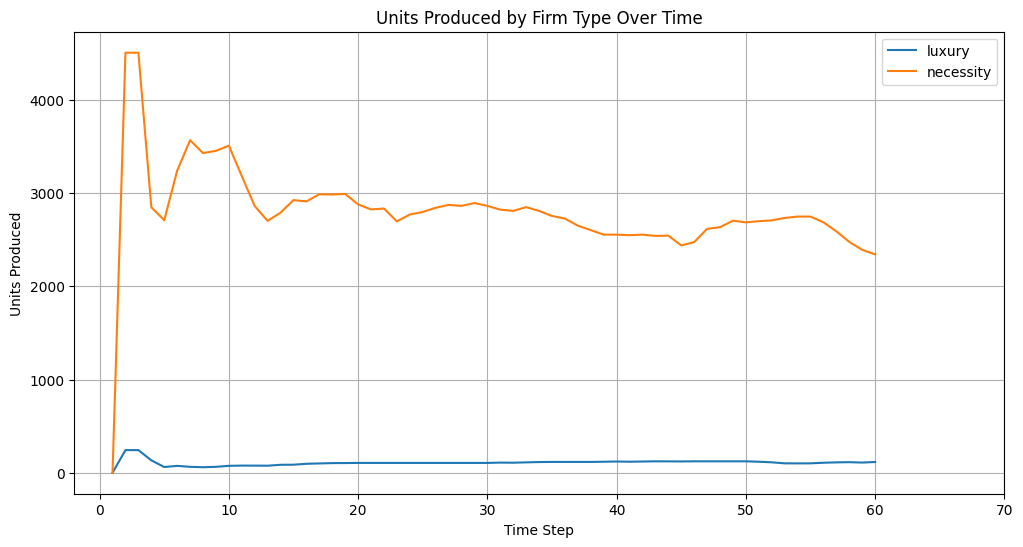 Units Produced by Firm Type Over Time
luxury
necessity
Units Produced
4000
3000
2000
1000
0
0 10 20 30 40 50 60 70
Time Step